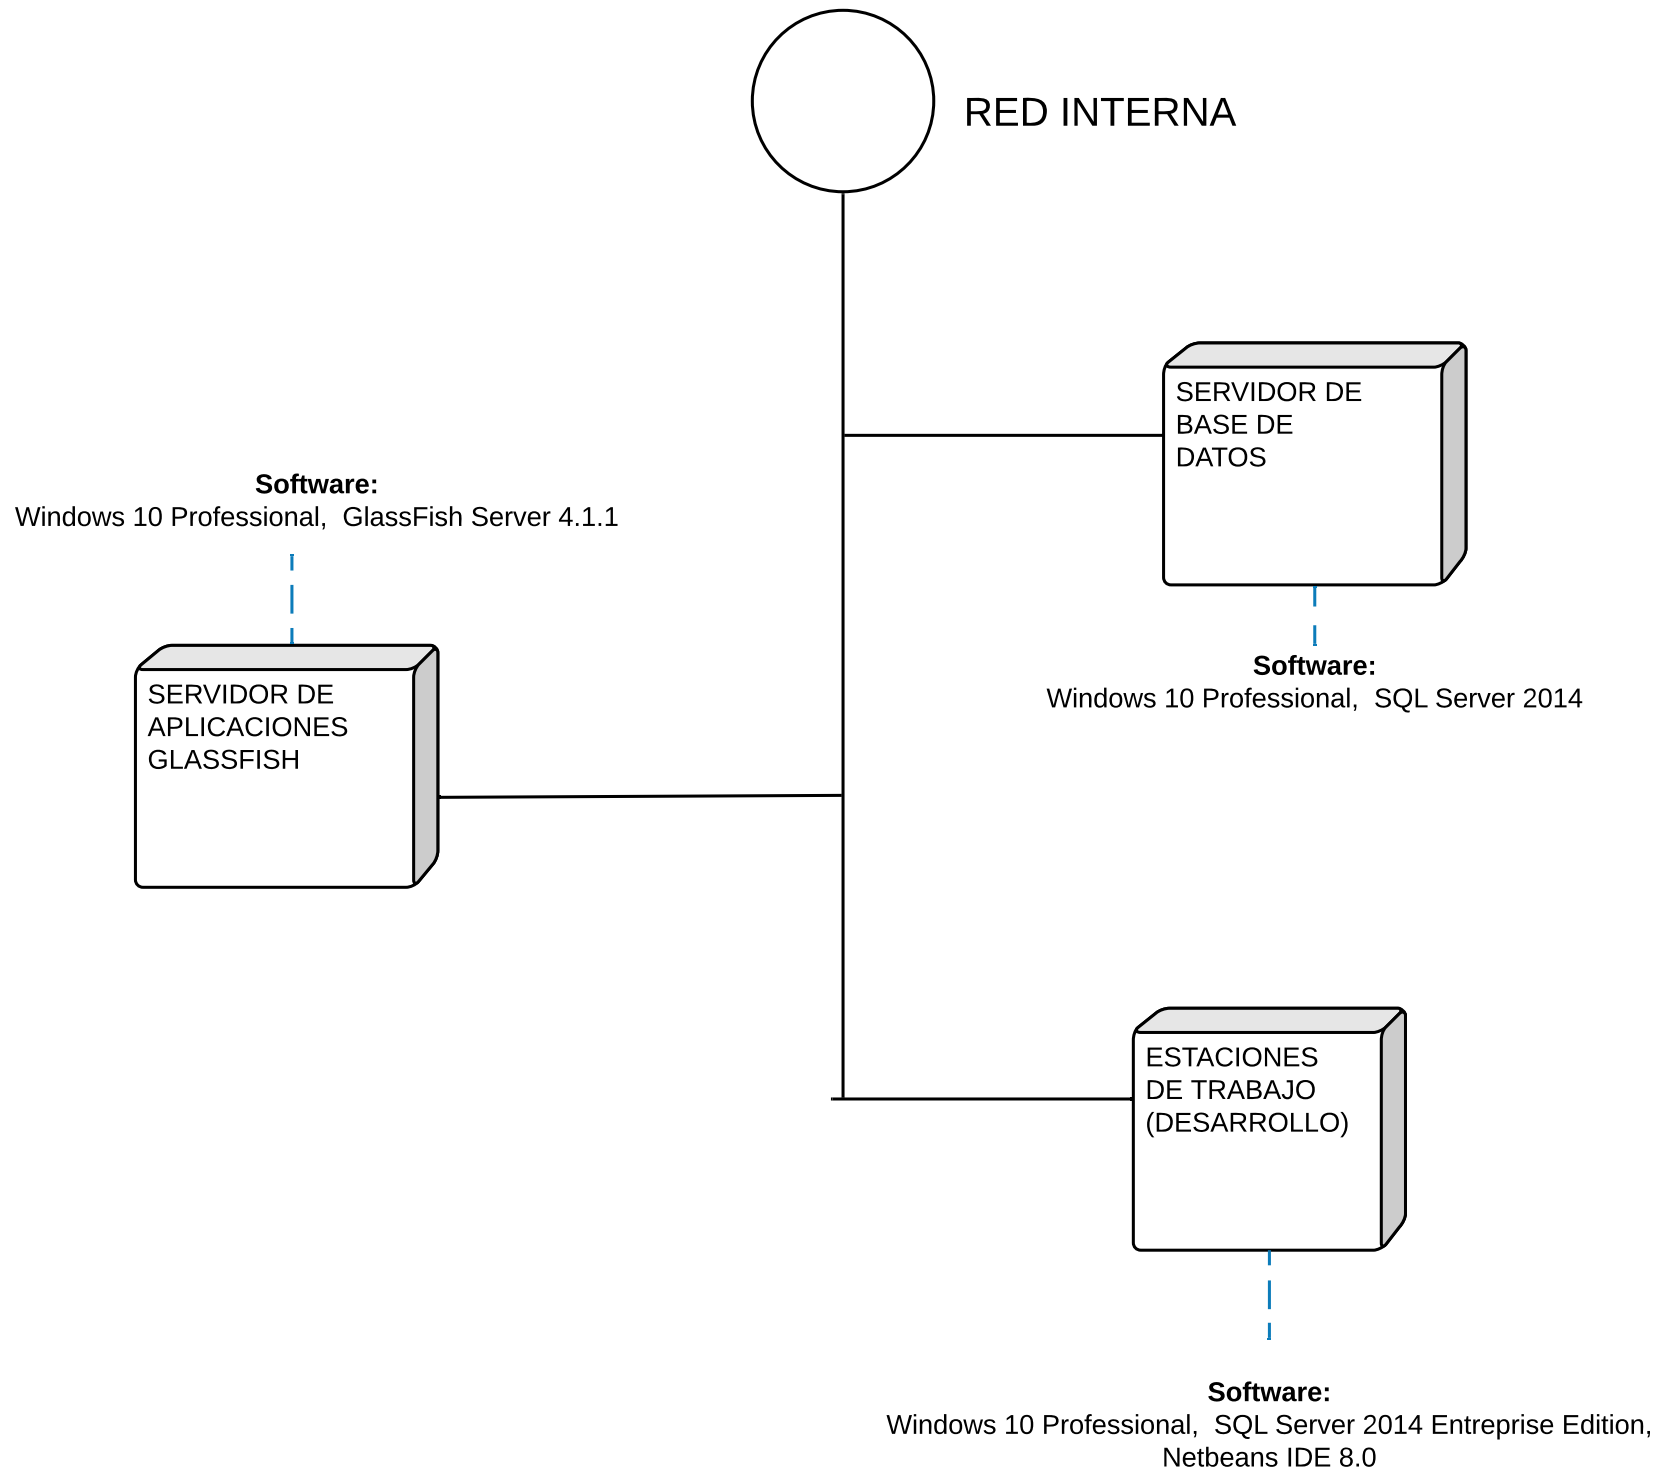 RED INTERNA
SERVIDOR DE
BASE DE
DATOS
Software:
Windows 10 Professional,  SQL Server 2014
Software:
Windows 10 Professional,  GlassFish Server 4.1.1
SERVIDOR DE
APLICACIONES
GLASSFISH
ESTACIONES
DE TRABAJO
(DESARROLLO)
Software:
Windows 10 Professional,  SQL Server 2014 Entreprise Edition,
Netbeans IDE 8.0